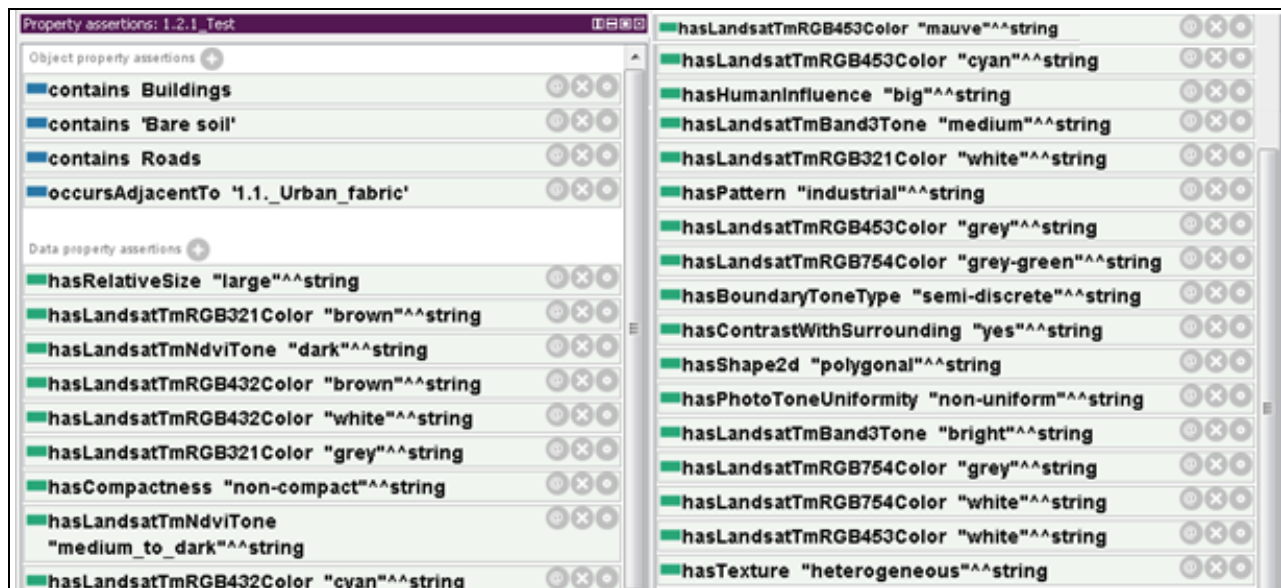 Property assertions: 1.2.1_Test
Object property assertions
contains Buildings
contains 'Bare soil'
contains Roads
occursAdjacentTo '1.1._Urban_fabric'
Data property assertions
hasRelativeSize "large"^^string
hasLandsatTmRGB321Color "brown"^^string
hasLandsatTmNdviTone "dark"^^string
hasLandsatTmRGB432Color "brown"^^string
hasLandsatTmRGB432Color "white"^^string
hasLandsatTmRGB321Color "grey"^^string
hasCompactness "non-compact"^^string
hasLandsatTmNdviTone
"medium_to_dark"^^string
hasLandsatTmRGB432Color "cyan"^^string
hasLandsatTmRGB453Color "mauve"^^string
hasLandsatTmRGB453Color "cyan"^^string
hasHumanInfluence "big"^^string
hasLandsatTmBand3Tone "medium"^^string
hasLandsatTmRGB321Color "white"^^string
hasPattern "industrial"^^string
hasLandsatTmRGB453Color "grey"^^string
hasLandsatTmRGB754Color "grey-green"^^string
hasBoundaryToneType "semi-discrete"^^string
hasContrastWithSurrounding "yes"^^string
hasShape2d "polygonal"^^string
hasPhotoToneUniformity "non-uniform"^^string
hasLandsatTmBand3Tone "bright"^^string
hasLandsatTmRGB754Color "grey"^^string
hasLandsatTmRGB754Color "white"^^string
hasLandsatTmRGB453Color "white"^^string
hasTexture "heterogeneous"^^string